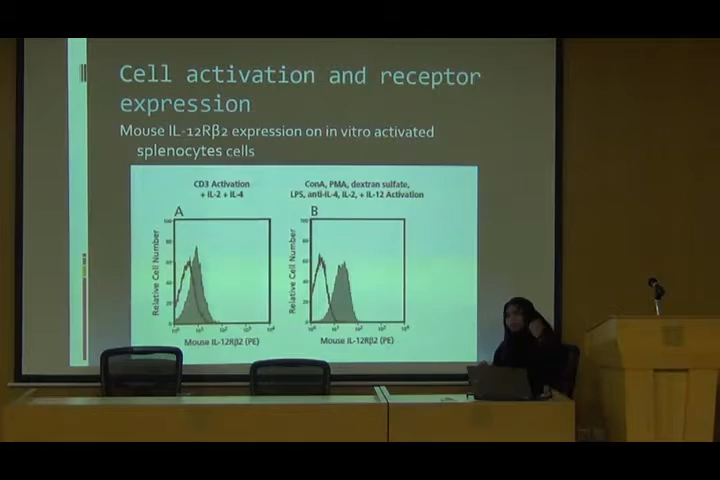 Cell activation and receptor
expression
Mouse IL-12Rβ2 expression on in vitro activated
splenocytes cells
CD3 Activation
+ IL-2 + IL-4
ConA, PMA, dextran sulfate,
LPS, anti-IL-4, IL-2, + IL-12 Activation
A
B
Relative Cell Number
Relative Cell Number
Mouse IL-12Rβ2 (PE)
Mouse IL-12Rβ2 (PE)